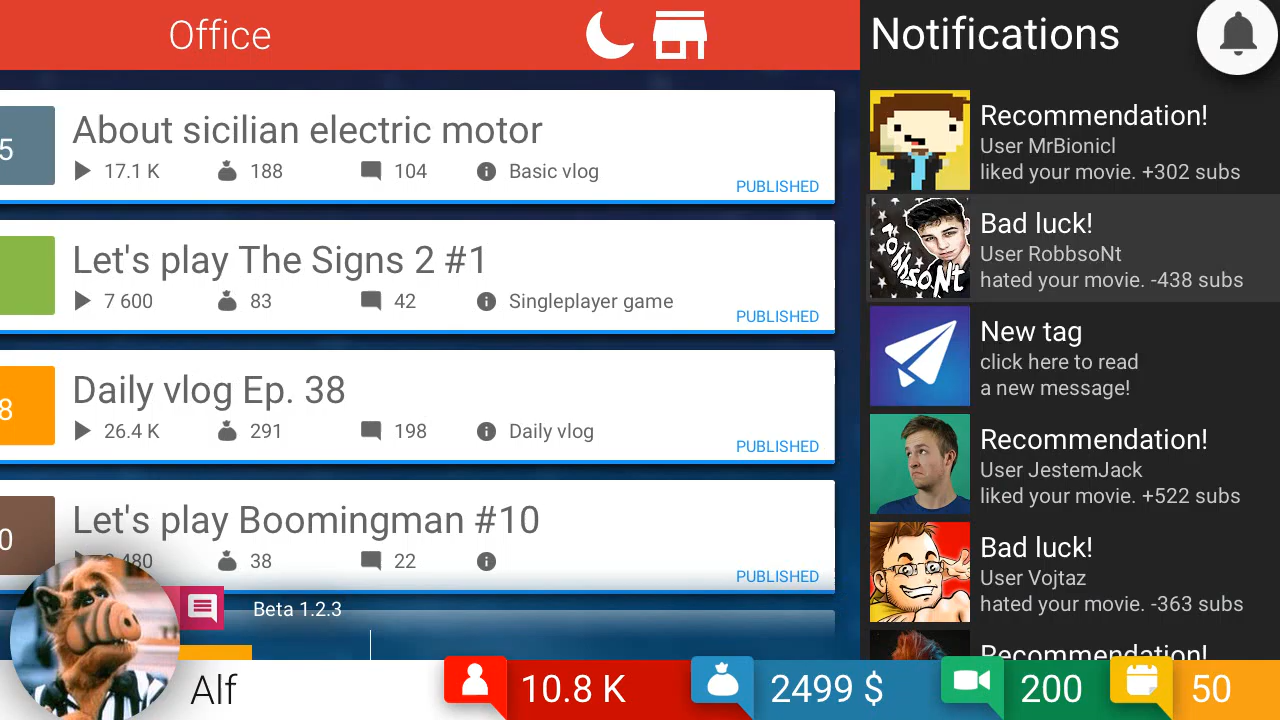 Office
Notifications
5
About sicilian electric motor
17.1 K 188 104 Basic vlog
PUBLISHED
Let's play The Signs 2 #1
7 600 83 42 Singleplayer game
PUBLISHED
8
Daily vlog Ep. 38
26.4 K 291 198 Daily vlog
PUBLISHED
0
Let's play Boomingman #10
480 38 22
PUBLISHED
Beta 1.2.3
Alf
10.8 K
2499 $
200
50
Recommendation!
User MrBionicl
liked your movie. +302 subs
RobbsoNt
Bad luck!
User RobbsoNt
hated your movie. -438 subs
New tag
click here to read
a new message!
Recommendation!
User JestemJack
liked your movie. +522 subs
Bad luck!
User Vojtaz
hated your movie. -363 subs
Recommendation!